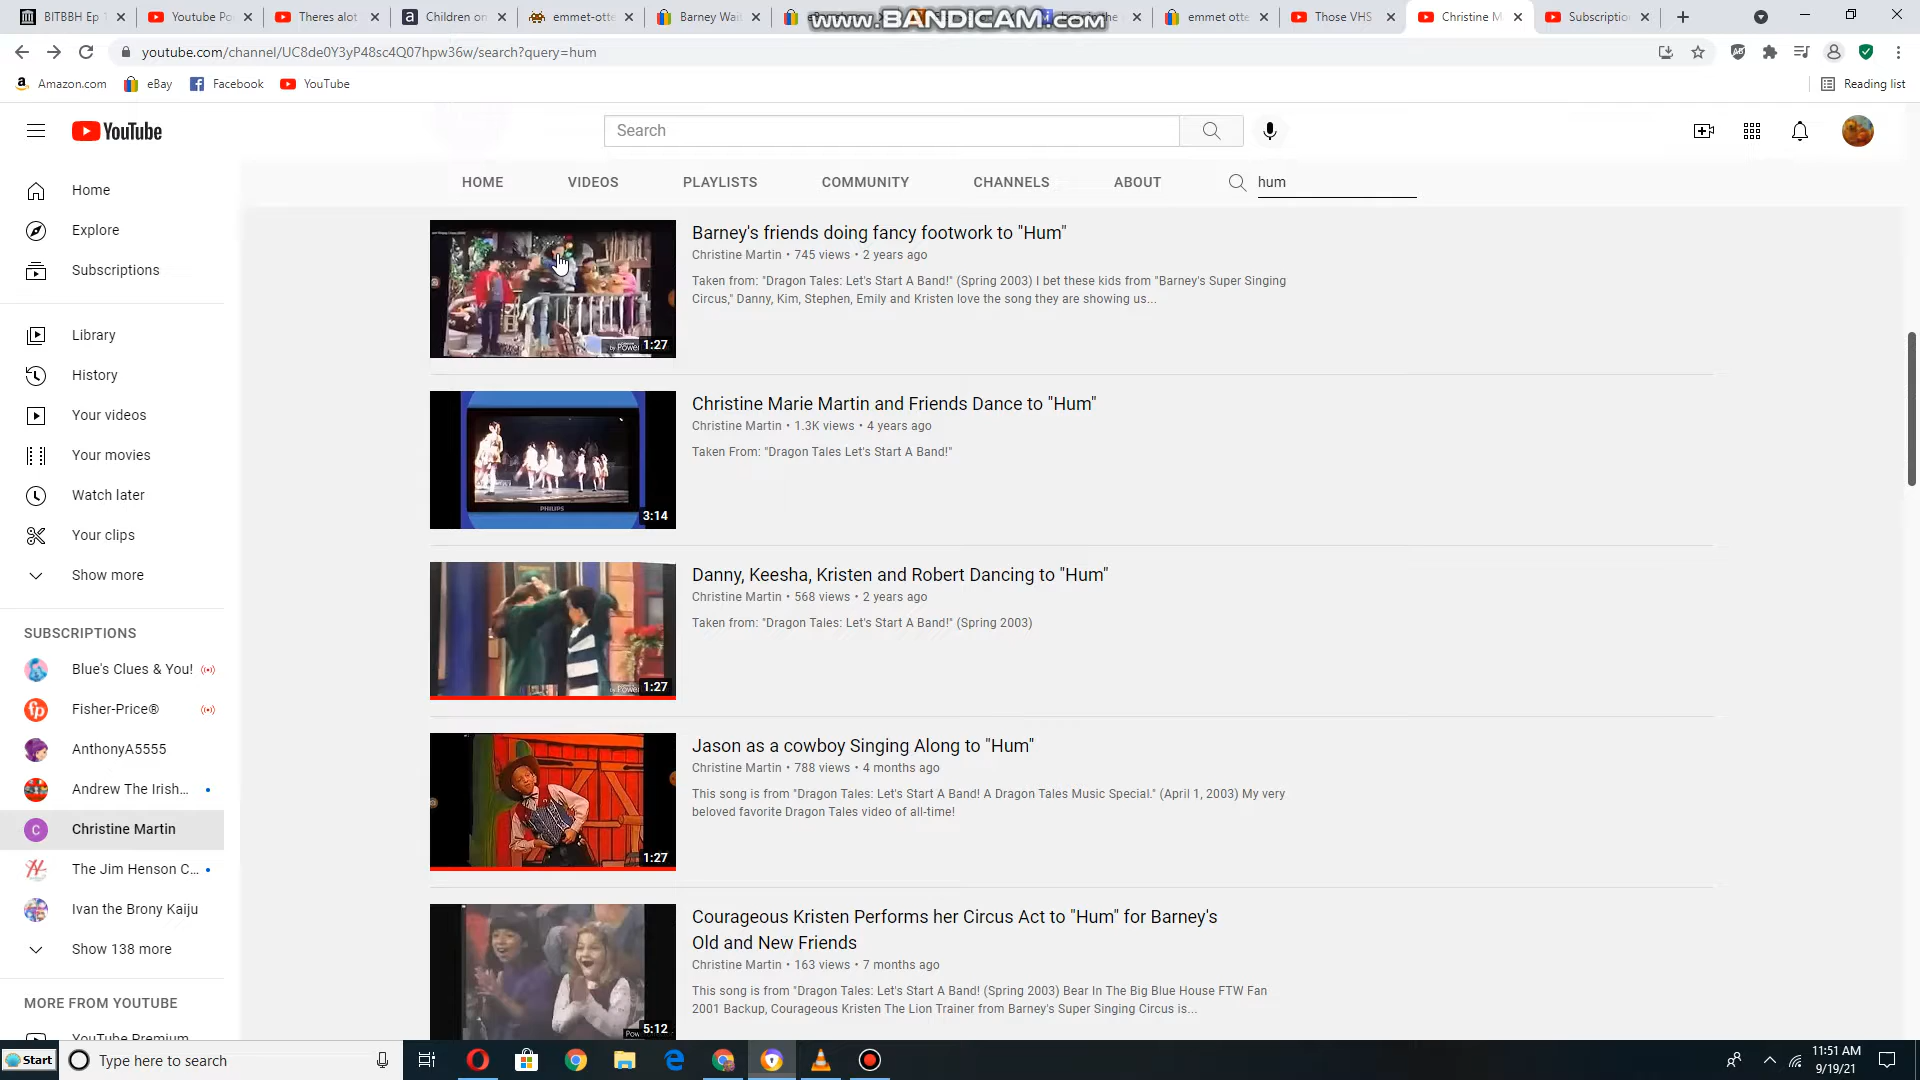 BITBBH Ep
Youtube Po
Theres alot
Children on
emmet-otte
Barney Wait
emmet otte
Those VHS
Christine M
Subscriptio
www.BANDICAM.com
youtube.com/channel/UC8de0Y3yP48sc4Q07hpw36w/search?query=hum
Amazon.com
eBay
Facebook
YouTube
Reading list
YouTube
Search
HOME
VIDEOS
PLAYLISTS
COMMUNITY
CHANNELS
ABOUT
hum
Home
Explore
Subscriptions
Library
History
Your videos
Your movies
Watch later
Your clips
Show more
SUBSCRIPTIONS
Blue's Clues & You!
Fisher-Price®
AnthonyA5555
Andrew The Irish...
C Christine Martin
The Jim Henson C...
Ivan the Brony Kaiju
Show 138 more
MORE FROM YOUTUBE
YouTube Premium
Barney's friends doing fancy footwork to "Hum"
Christine Martin • 745 views • 2 years ago
Taken from: "Dragon Tales: Let's Start A Band!" (Spring 2003) I bet these kids from "Barney's Super Singing
Circus," Danny, Kim, Stephen, Emily and Kristen love the song they are showing us...
1:27
Christine Marie Martin and Friends Dance to "Hum"
Christine Martin • 1.3K views • 4 years ago
Taken From: "Dragon Tales Let's Start A Band!"
PHILIPS
3:14
Danny, Keesha, Kristen and Robert Dancing to "Hum"
Christine Martin • 568 views • 2 years ago
Taken from: "Dragon Tales: Let's Start A Band!" (Spring 2003)
1:27
Jason as a cowboy Singing Along to "Hum"
Christine Martin • 788 views • 4 months ago
This song is from "Dragon Tales: Let's Start A Band! A Dragon Tales Music Special." (April 1, 2003) My very
beloved favorite Dragon Tales video of all-time!
1:27
Courageous Kristen Performs her Circus Act to "Hum" for Barney's
Old and New Friends
Christine Martin • 163 views • 7 months ago
This song is from "Dragon Tales: Let's Start A Band! (Spring 2003) Bear In The Big Blue House FTW Fan
2001 Backup, Courageous Kristen The Lion Trainer from Barney's Super Singing Circus is...
5:12
Start
Type here to search
11:51 AM
9/19/21